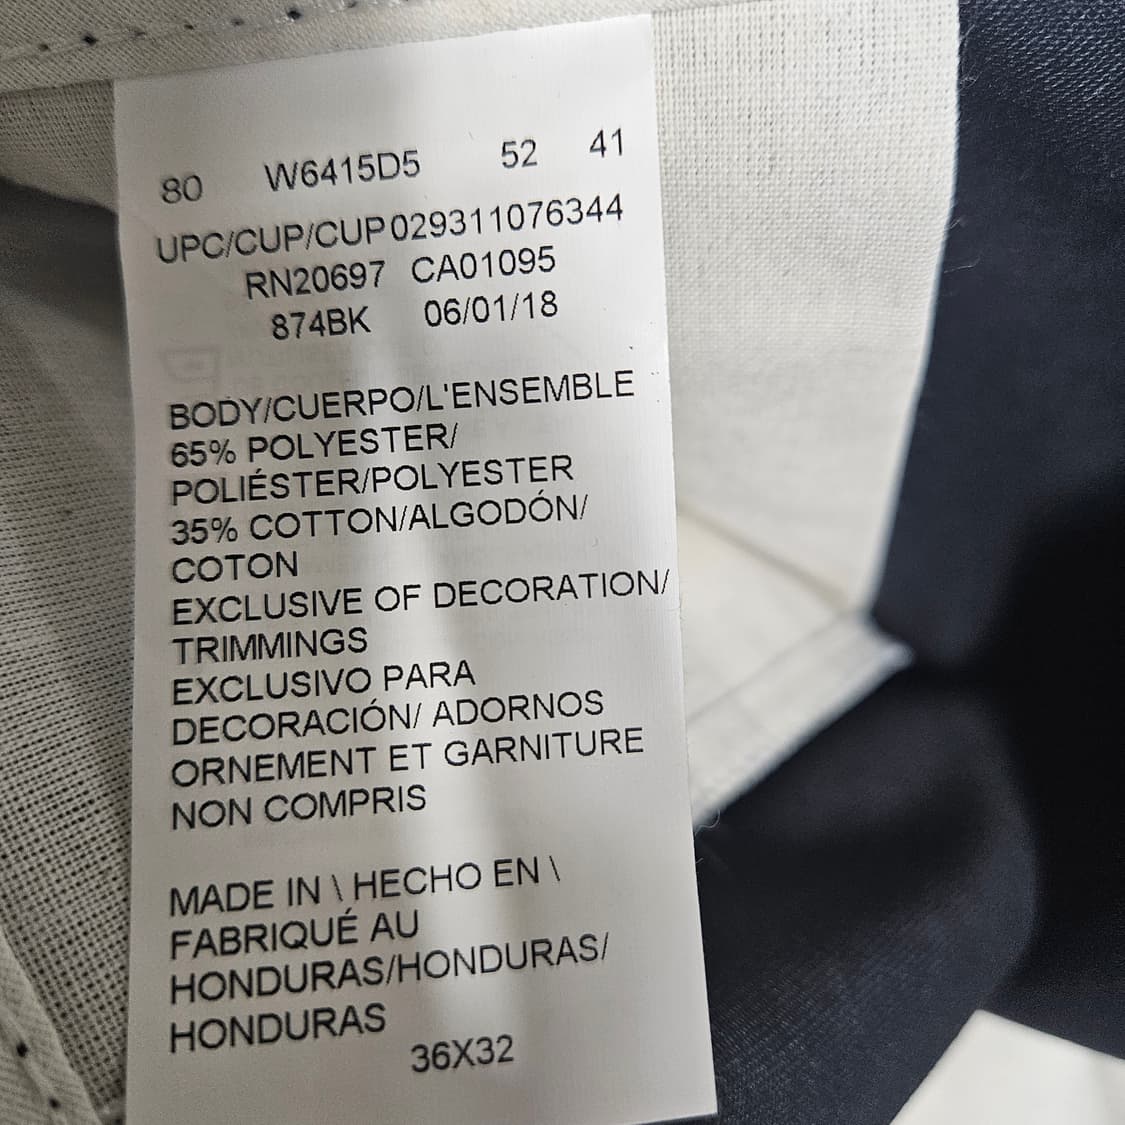 80 W6415D5 52 41
UPC/CUP/CUP029311076344
RN20697 CA01095
874BK 06/01/18
BODY/CUERPO/L'ENSEMBLE
65% POLYESTER/
POLIÉSTER/POLYESTER
35% COTTON/ALGODÓN/
COTON
EXCLUSIVE OF DECORATION/
TRIMMINGS
EXCLUSIVO PARA
DECORACIÓN/ ADORNOS
ORNEMENT ET GARNITURE
NON COMPRIS
MADE IN \ HECHO EN \
FABRIQUÉ AU
HONDURAS/HONDURAS/
HONDURAS
36X32